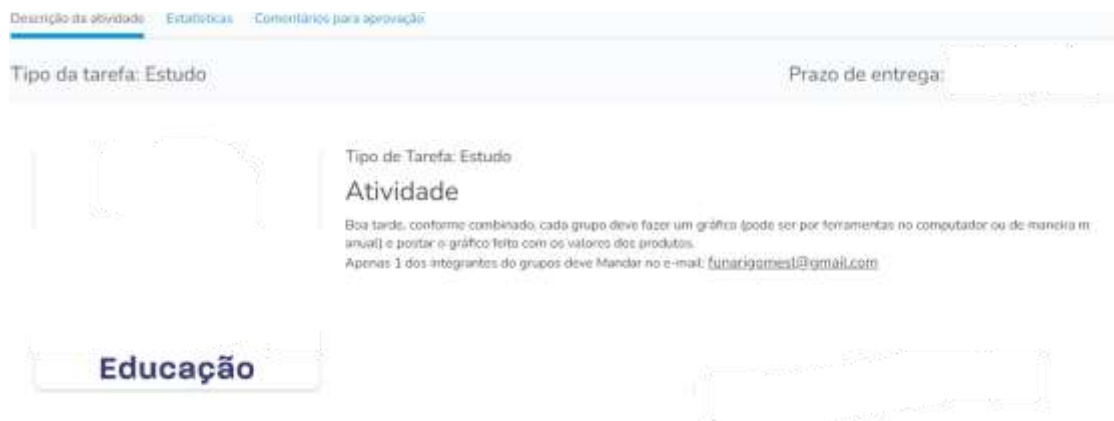 Descrição da atividade Estatísticas Comentários para aprovação
Tipo da tarefa: Estudo Prazo de entrega:
Tipo de Tarefa: Estudo
Atividade
Boa tarde, conforme combinado, cada grupo deve fazer um gráfico (pode ser por ferramentas no computador ou de maneira m
anual) e postar o gráfico feito com os valores dos produtos.
Apenas 1 dos integrantes do grupos deve Mandar no e-mail: funarigomes1@gmail.com
Educação